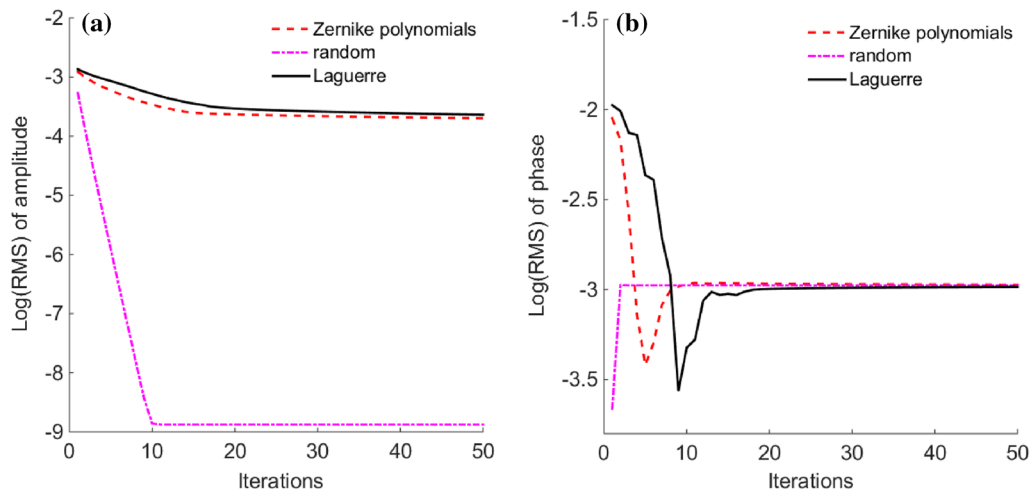 (a)
Zernike polynomials
random
Laguerre
-2
-3
-4
-5
-6
-7
-8
-9
0
10
20
30
40
50
Log(RMS) of amplitude
Iterations
(b)
Zernike polynomials
random
Laguerre
-1.5
-2
-2.5
-3
-3.5
0
10
20
30
40
50
Log(RMS) of phase
Iterations